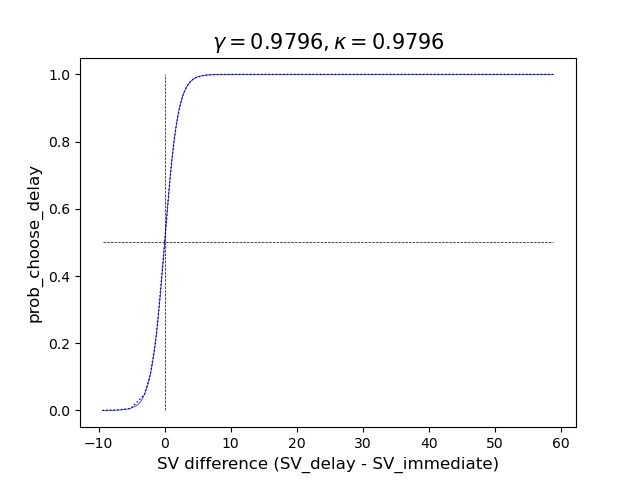 γ = 0.9796, κ = 0.9796
1.0
0.8
0.6
0.4
0.2
0.0
prob_choose_delay
−10 0 10 20 30 40 50 60
SV difference (SV_delay - SV_immediate)